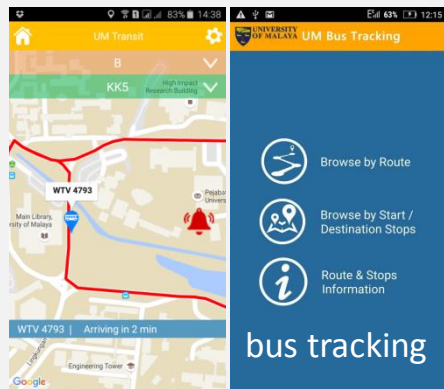 83% 14:38
UM Transit
B
KK5
High Impact
Research Building
WTV 4793
Pejaba
Univers
Main Library,
rsity of Malaya
WTV 4793 | Arriving in 2 min
Engineering Tower
Google
63% 12:15
UNIVERSITY
OF MALAYA UM Bus Tracking
Browse by Route
Browse by Start /
Destination Stops
Route & Stops
Information
bus tracking